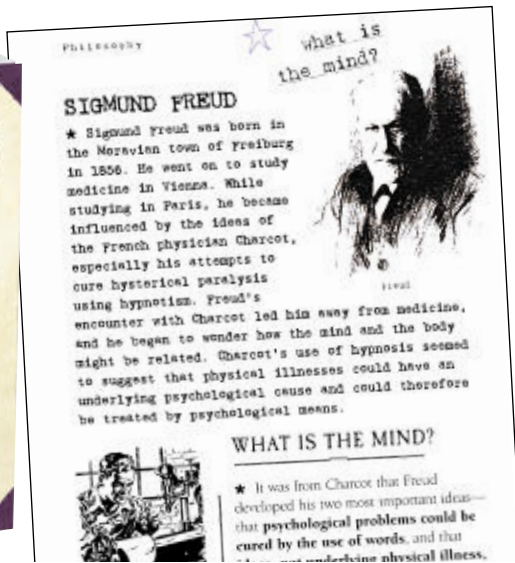 Philosophy
what is
the mind?
SIGMUND FREUD
★ Sigmund Freud was born in
the Moravian town of Freiburg
in 1856. He went on to study
medicine in Vienna. While
studying in Paris, he became
influenced by the ideas of
the French physician Charcot,
especially his attempts to
cure hysterical paralysis
using hypnotism. Freud's
encounter with Charcot led him away from medicine,
and he began to wonder how the mind and the body
might be related. Charcot's use of hypnosis seemed
to suggest that physical illnesses could have an
underlying psychological cause and could therefore
be treated by psychological means.
Freud
WHAT IS THE MIND?
★ It was from Charcot that Freud
developed his two most important ideas—
that psychological problems could be
cured by the use of words, and that
ideas, not underlying physical illness,